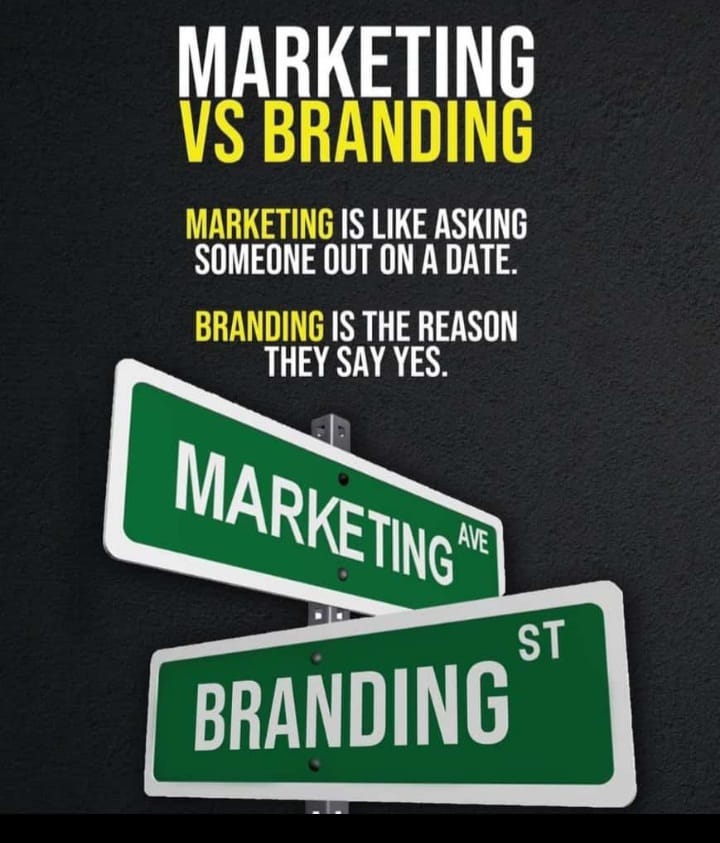 MARKETING
VS BRANDING
MARKETING IS LIKE ASKING
SOMEONE OUT ON A DATE.
BRANDING IS THE REASON
THEY SAY YES.
MARKETING AVE
BRANDING ST